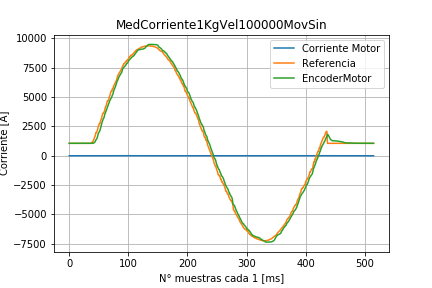 MedCorriente1KgVel100000MovSin
Corriente Motor
Referencia
EncoderMotor
10000
7500
5000
2500
0
−2500
−5000
−7500
Corriente [A]
0 100 200 300 400 500
N° muestras cada 1 [ms]